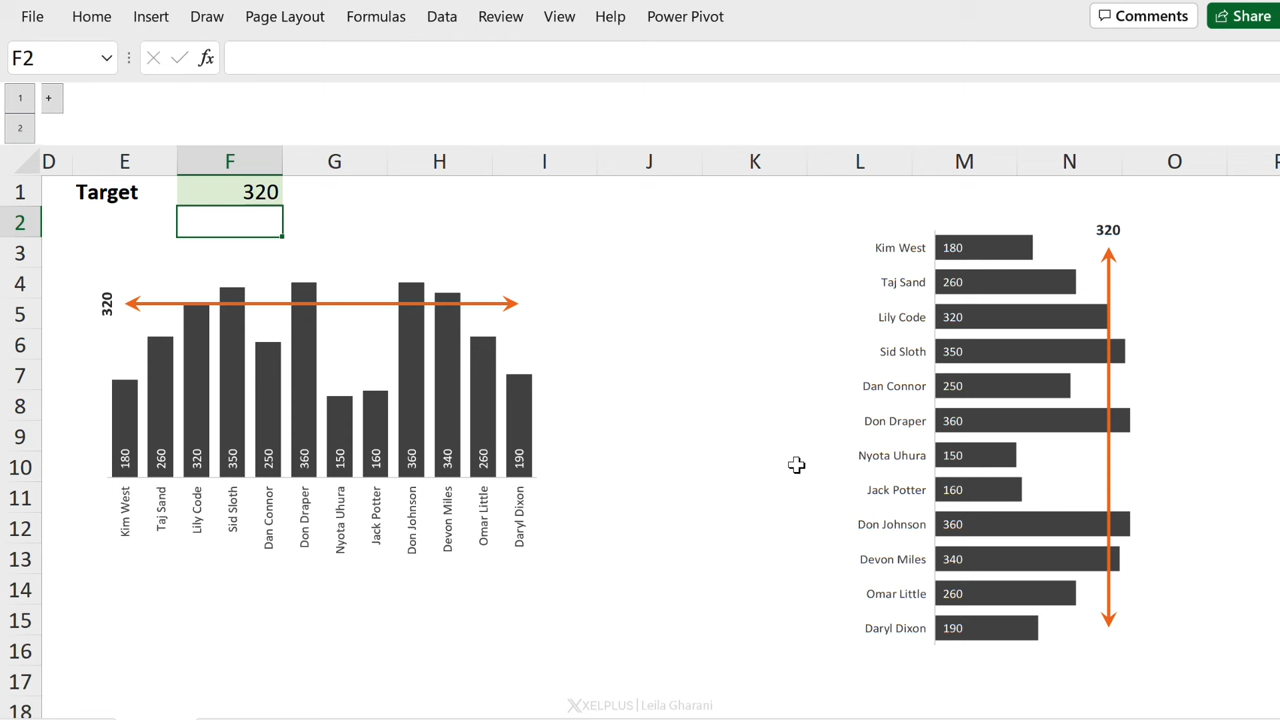 File Home Insert Draw Page Layout Formulas Data Review View Help Power Pivot Comments Share
F2 fx
1 +
2
D E F G H I J K L M N O
1 Target 320
2
3
4
5
6
7
8
9
10
11
12
13
14
15
16
17
18
320
180 260 320 350 250 360 150 160 360 340 260 190
Kim West Taj Sand Lily Code Sid Sloth Dan Connor Don Draper Nyota Uhura Jack Potter Don Johnson Devon Miles Omar Little Daryl Dixon
320
Kim West 180
Taj Sand 260
Lily Code 320
Sid Sloth 350
Dan Connor 250
Don Draper 360
Nyota Uhura 150
Jack Potter 160
Don Johnson 360
Devon Miles 340
Omar Little 260
Daryl Dixon 190
XELPLUS | Leila Gharani